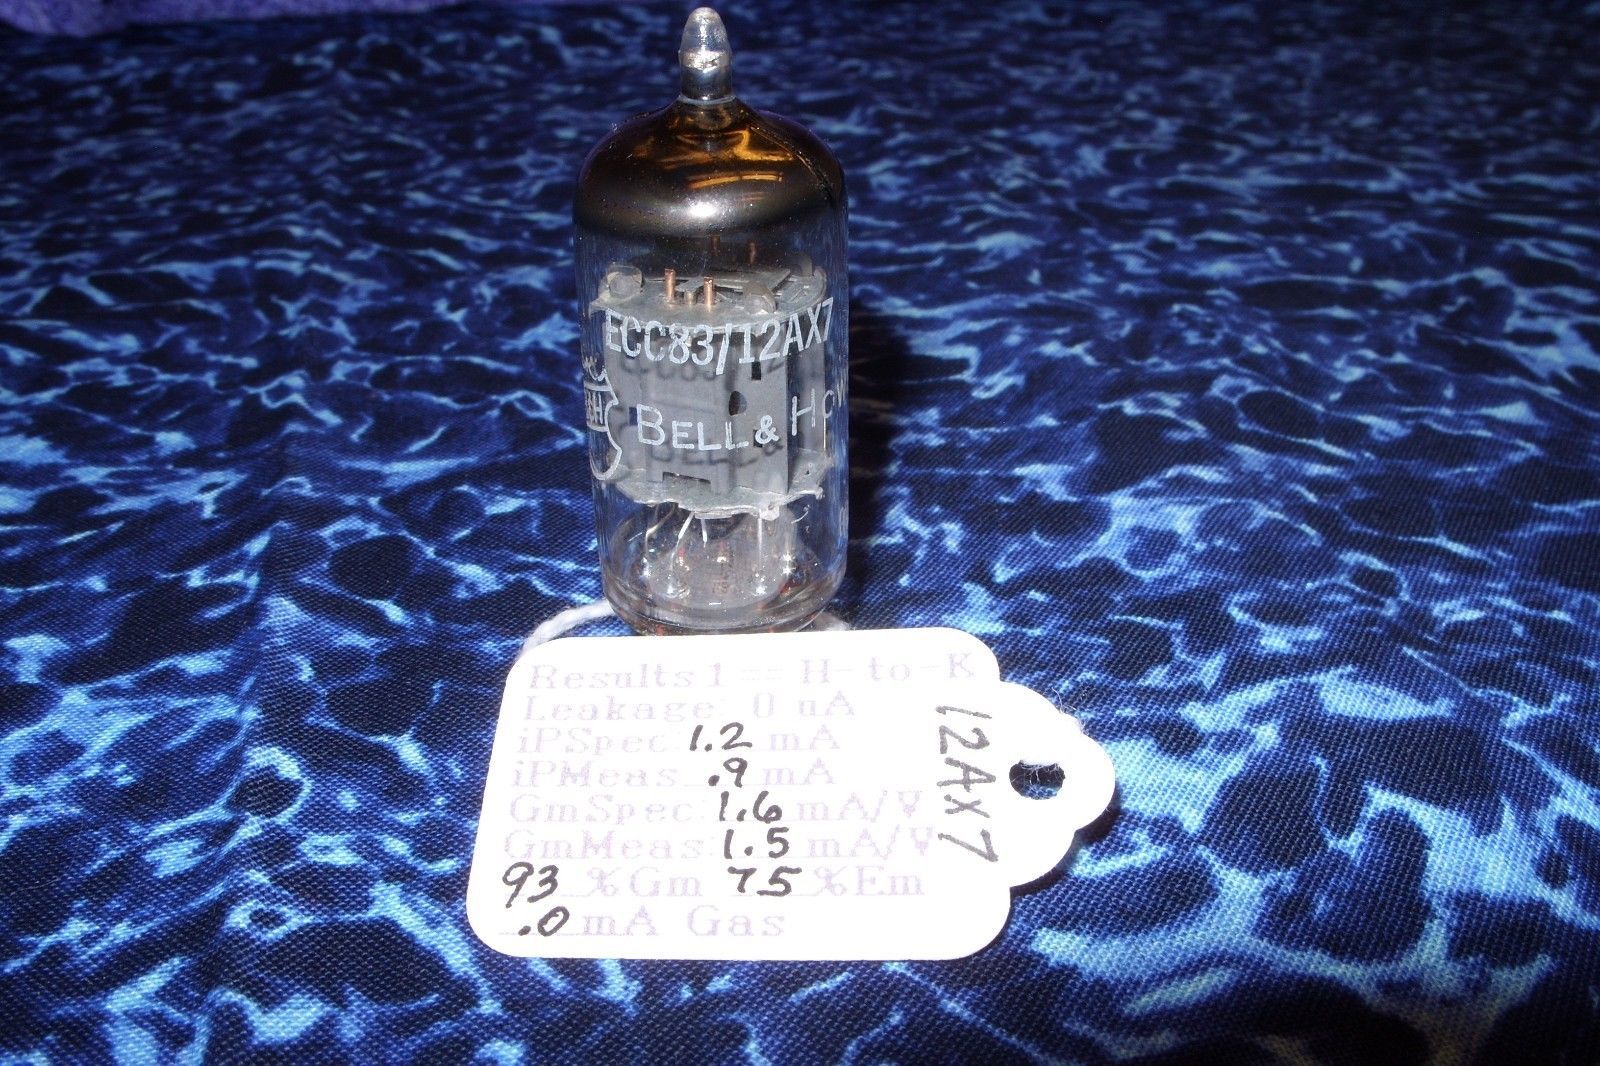 ECC83/12AX7
BELL & HOW
Results 1 == H-to-K
Leakage: 0 uA
iPSpec: 1.2 mA
iPMeas .9 mA
GmSpec: 1.6 mA/V
GmMeas: 1.5 mA/V
93 %Gm 75 %Em
.0 mA Gas
12AX7